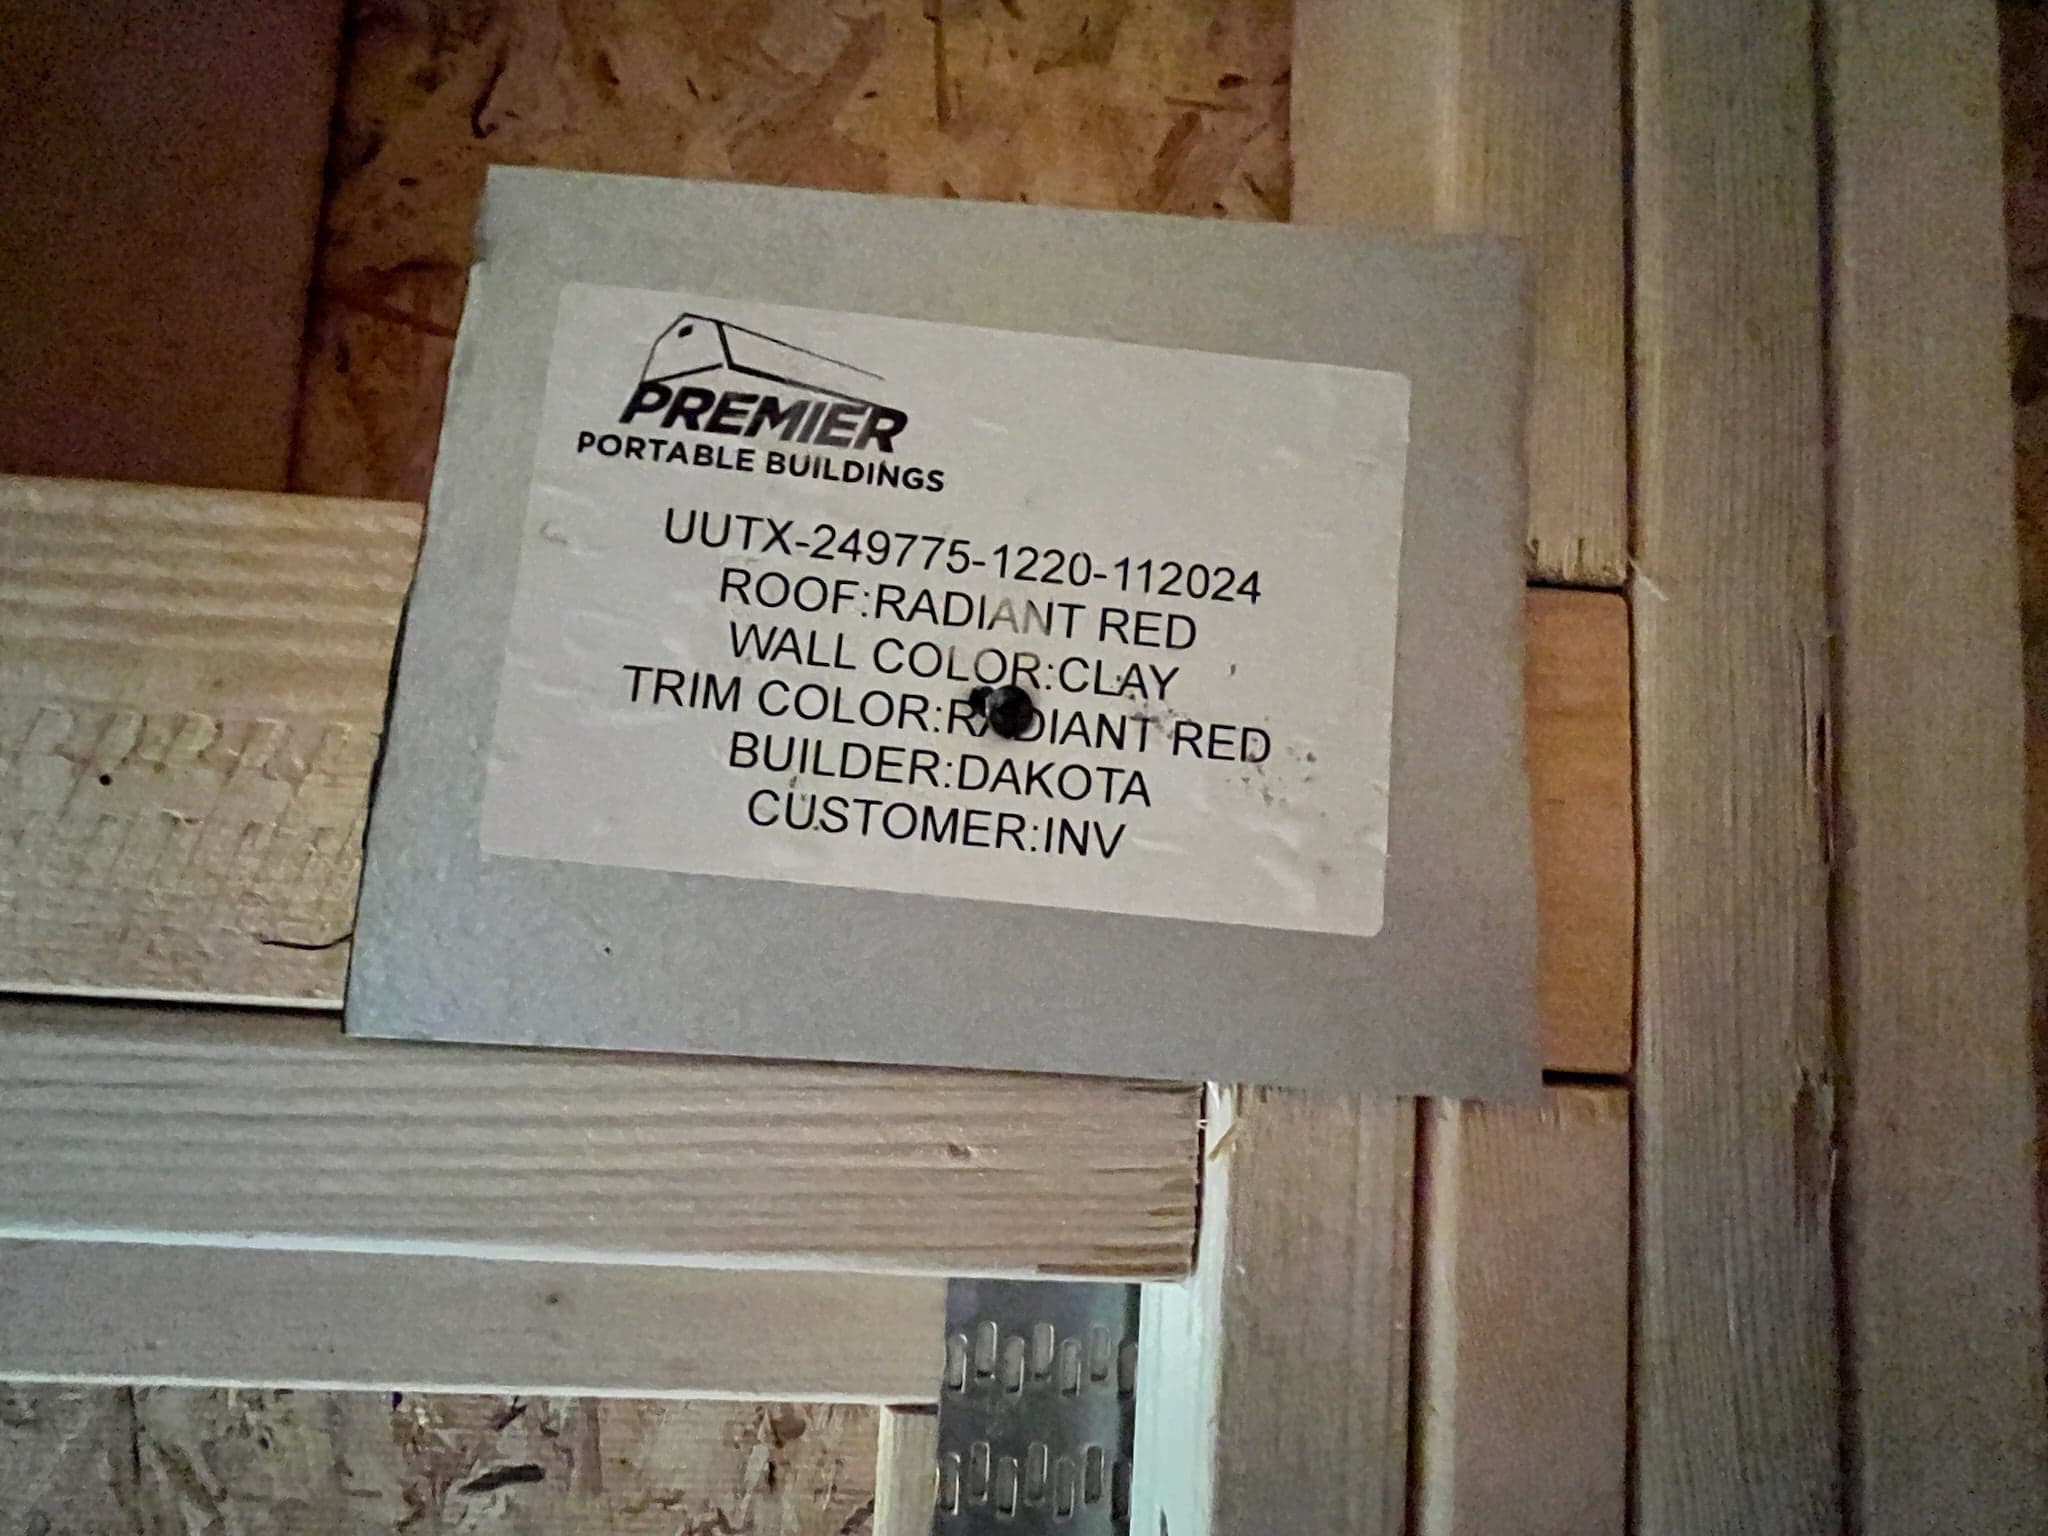 PREMIER
PORTABLE BUILDINGS
UUTX-249775-1220-112024
ROOF:RADIANT RED
WALL COLOR:CLAY
TRIM COLOR:RADIANT RED
BUILDER:DAKOTA
CUSTOMER:INV